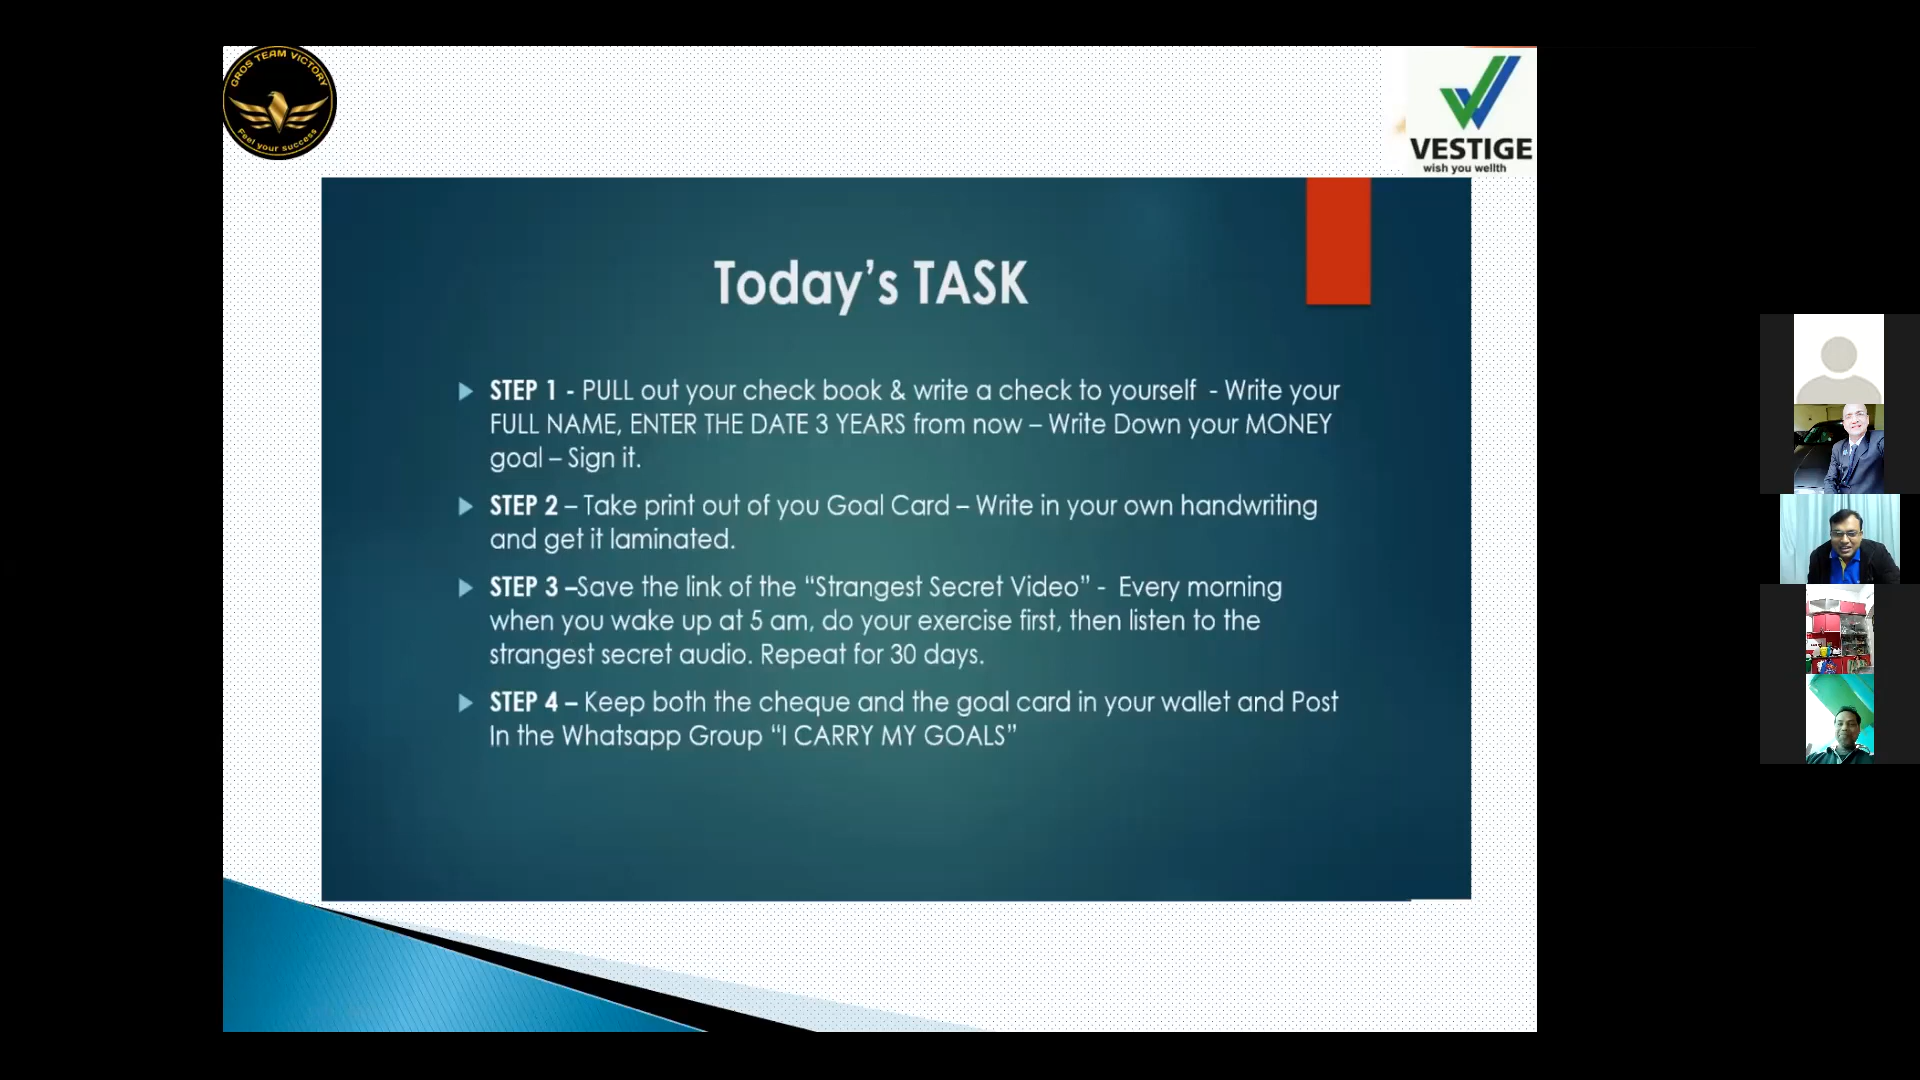 GROS TEAM VICTORY
Feel your success
VESTIGE
wish you wellth
Today's TASK
STEP 1 - PULL out your check book & write a check to yourself - Write your
FULL NAME, ENTER THE DATE 3 YEARS from now – Write Down your MONEY
goal – Sign it.
STEP 2 – Take print out of you Goal Card – Write in your own handwriting
and get it laminated.
STEP 3 –Save the link of the “Strangest Secret Video” - Every morning
when you wake up at 5 am, do your exercise first, then listen to the
strangest secret audio. Repeat for 30 days.
STEP 4 – Keep both the cheque and the goal card in your wallet and Post
In the Whatsapp Group “I CARRY MY GOALS”